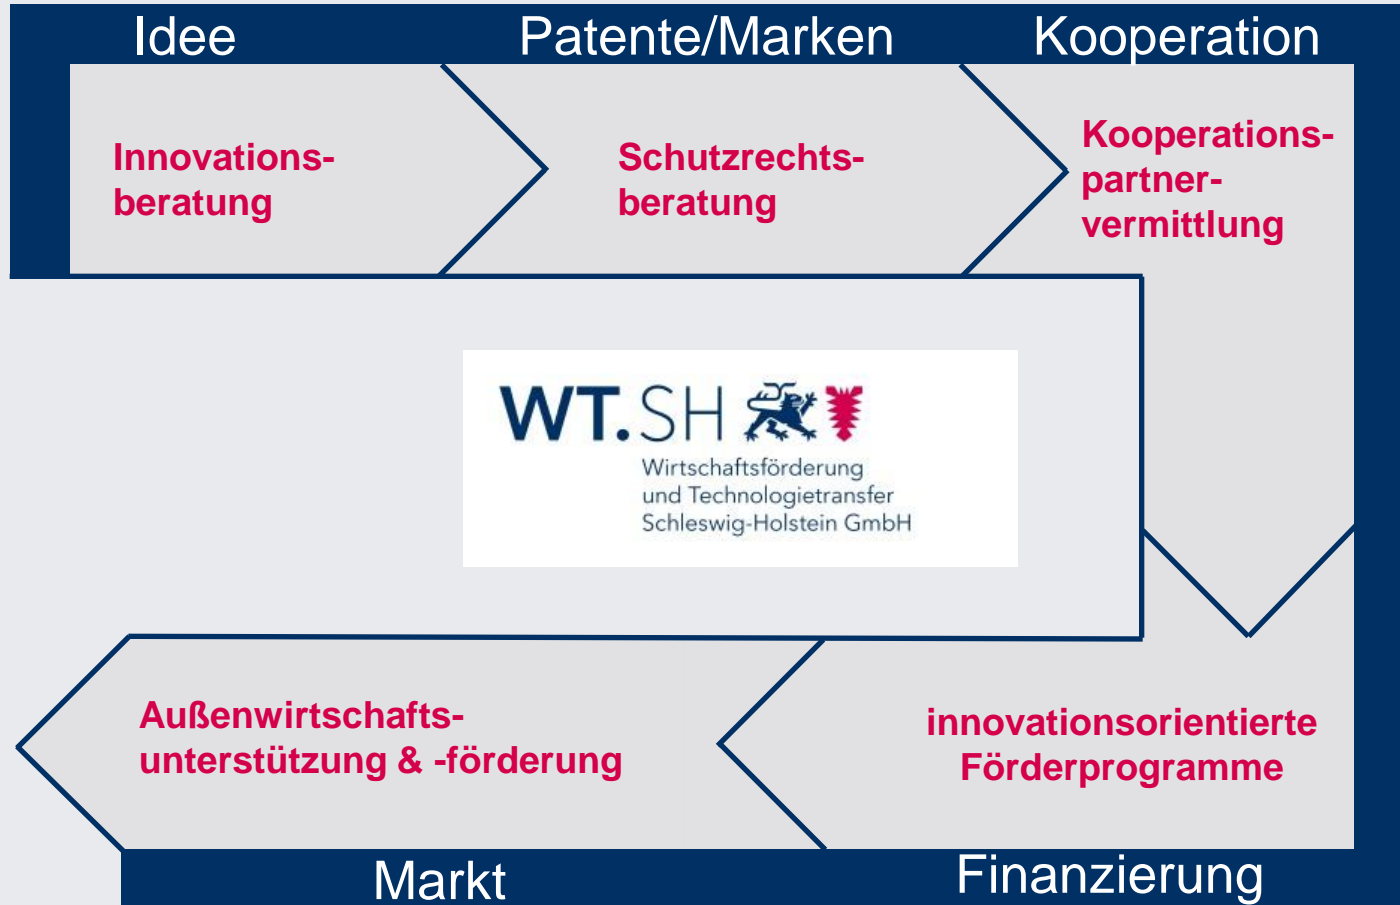 Idee
Patente/Marken
Kooperation
Innovations-
beratung
Schutzrechts-
beratung
Kooperations-
partner-
vermittlung
WT.SH
Wirtschaftsförderung
und Technologietransfer
Schleswig-Holstein GmbH
Außenwirtschafts-
unterstützung & -förderung
innovationsorientierte
Förderprogramme
Markt
Finanzierung